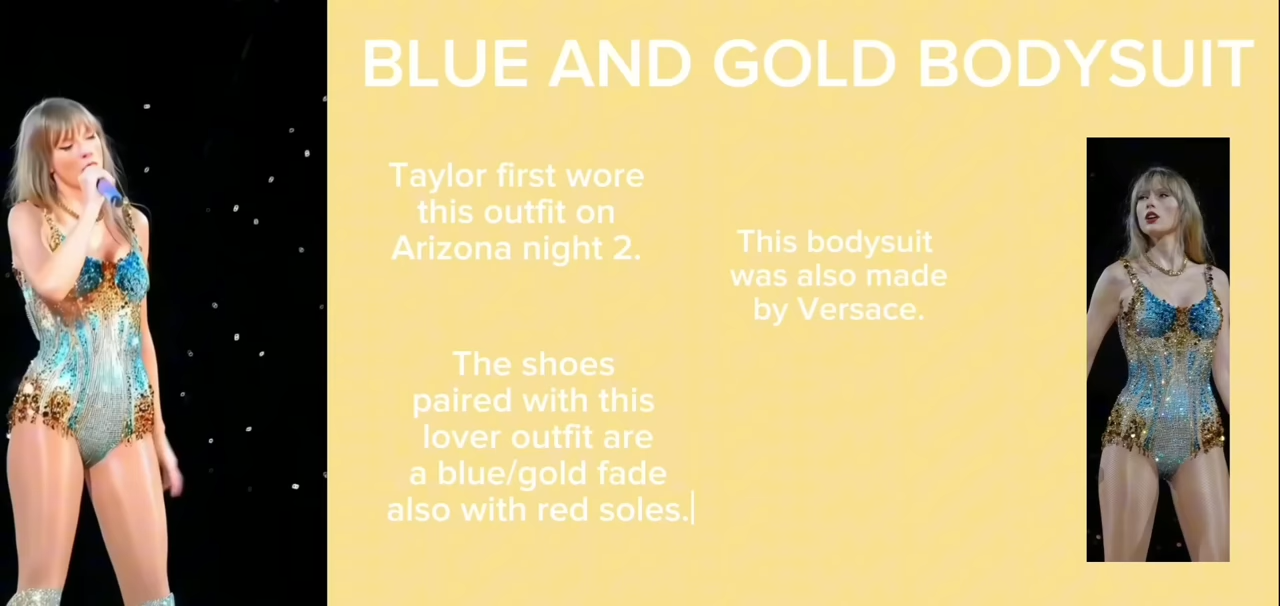 BLUE AND GOLD BODYSUIT
Taylor first wore
this outfit on
Arizona night 2.
This bodysuit
was also made
by Versace.
The shoes
paired with this
lover outfit are
a blue/gold fade
also with red soles.